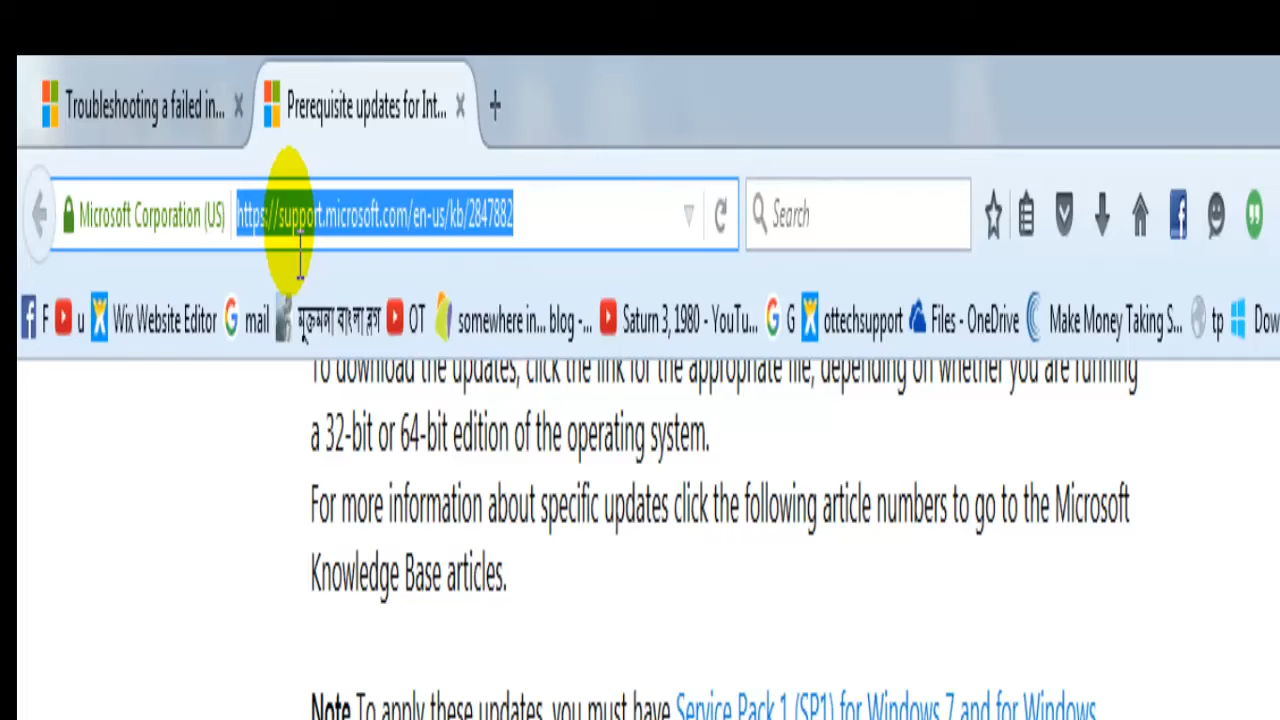 Troubleshooting a failed in...
Prerequisite updates for Int...
Microsoft Corporation (US)
https://support.microsoft.com/en-us/kb/2847882
Search
F u Wix Website Editor mail মুক্তমনা বাংলা ব্লগ OT somewhere in... blog -... Saturn 3, 1980 - YouTu... G ottechsupport Files - OneDrive Make Money Taking S... tp Dow
To download the updates, click the link for the appropriate file, depending on whether you are running
a 32-bit or 64-bit edition of the operating system.
For more information about specific updates click the following article numbers to go to the Microsoft
Knowledge Base articles.
Note To apply these updates, you must have Service Pack 1 (SP1) for Windows 7 and for Windows